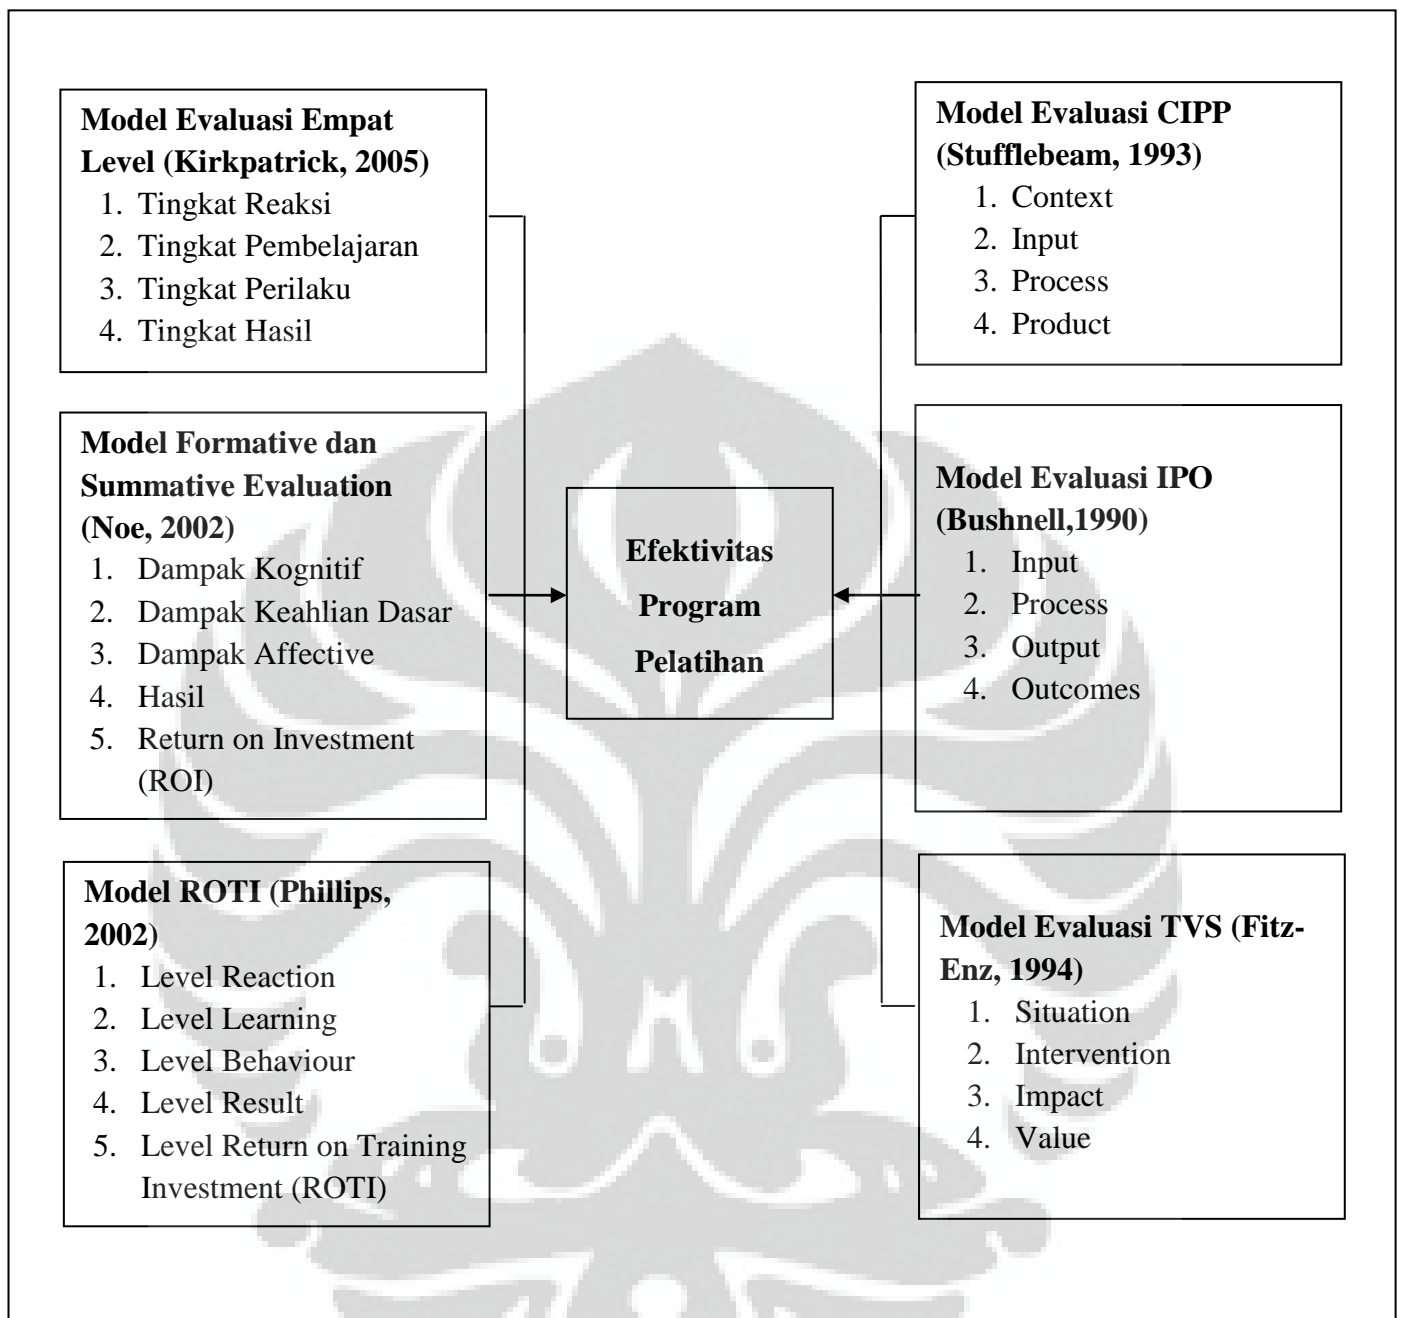 Model Evaluasi Empat
Level (Kirkpatrick, 2005)
1. Tingkat Reaksi
2. Tingkat Pembelajaran
3. Tingkat Perilaku
4. Tingkat Hasil
Model Formative dan
Summative Evaluation
(Noe, 2002)
1. Dampak Kognitif
2. Dampak Keahlian Dasar
3. Dampak Affective
4. Hasil
5. Return on Investment
(ROI)
Model ROTI (Phillips,
2002)
1. Level Reaction
2. Level Learning
3. Level Behaviour
4. Level Result
5. Level Return on Training
Investment (ROTI)
Efektivitas
Program
Pelatihan
Model Evaluasi CIPP
(Stufflebeam, 1993)
1. Context
2. Input
3. Process
4. Product
Model Evaluasi IPO
(Bushnell,1990)
1. Input
2. Process
3. Output
4. Outcomes
Model Evaluasi TVS (Fitz-
Enz, 1994)
1. Situation
2. Intervention
3. Impact
4. Value